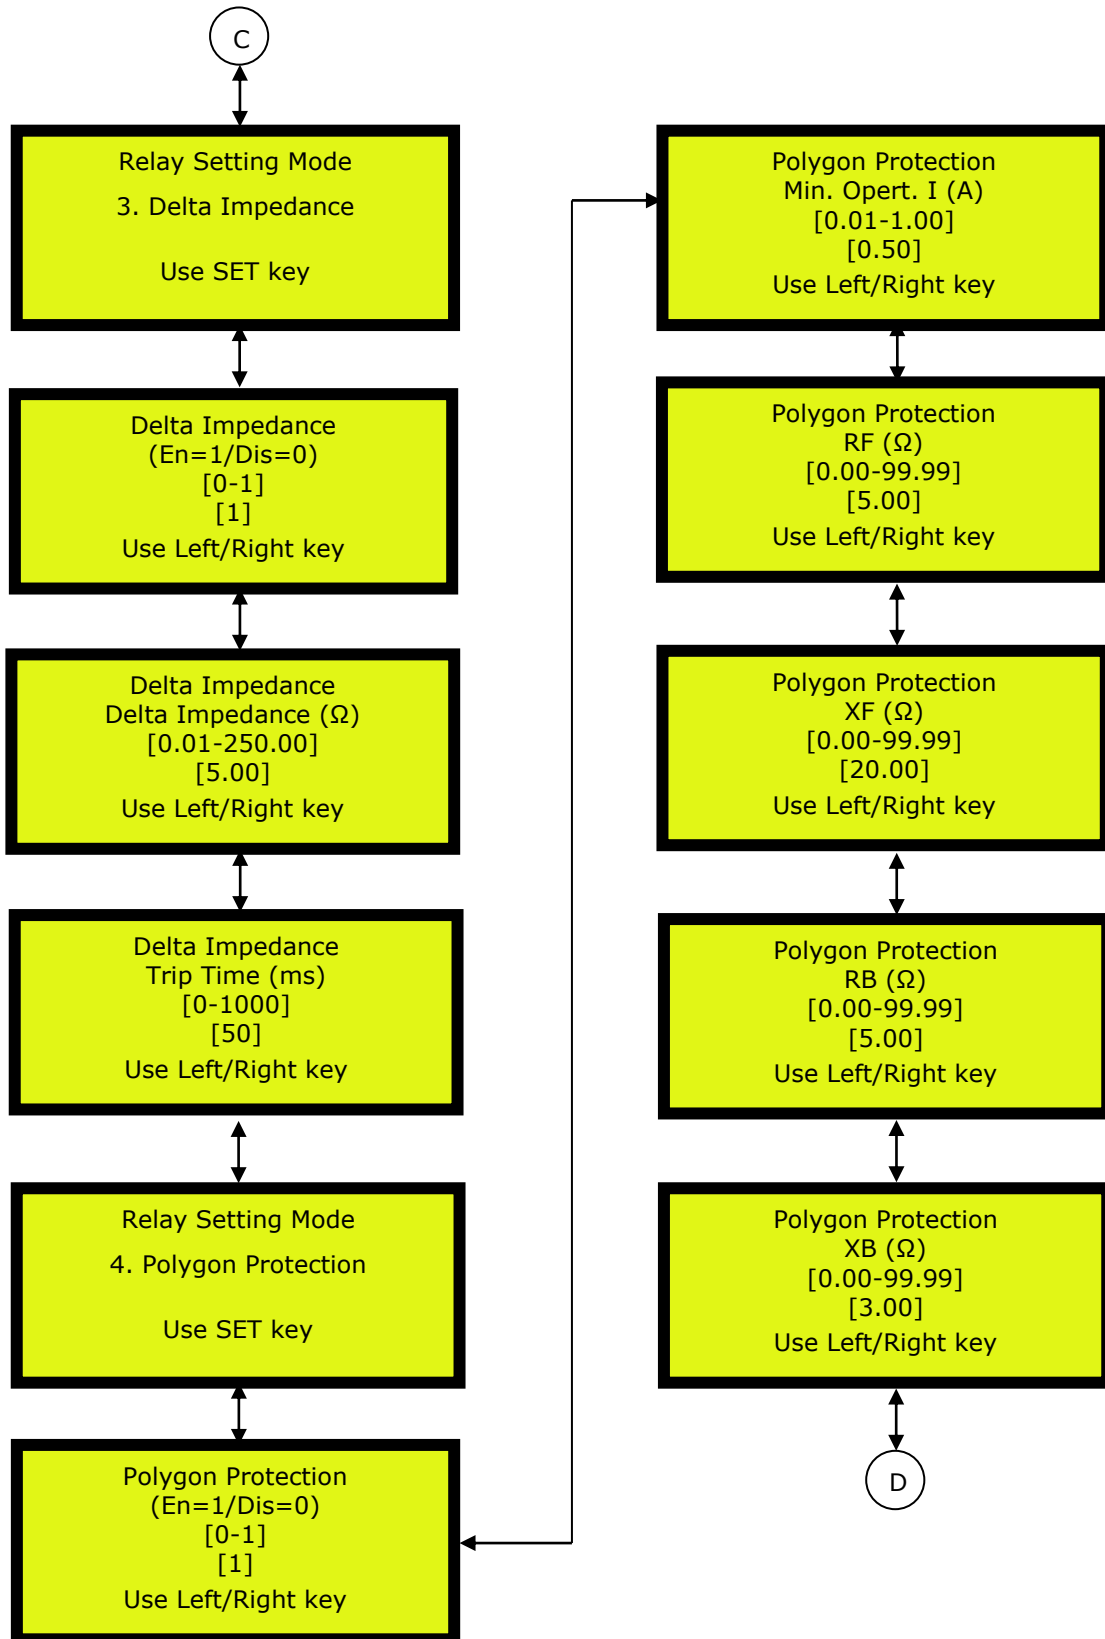 C
Relay Setting Mode
3. Delta Impedance
Use SET key
Delta Impedance
(En=1/Dis=0)
[0-1]
[1]
Use Left/Right key
Delta Impedance
Delta Impedance (Ω)
[0.01-250.00]
[5.00]
Use Left/Right key
Delta Impedance
Trip Time (ms)
[0-1000]
[50]
Use Left/Right key
Relay Setting Mode
4. Polygon Protection
Use SET key
Polygon Protection
(En=1/Dis=0)
[0-1]
[1]
Use Left/Right key
Polygon Protection
Min. Opert. I (A)
[0.01-1.00]
[0.50]
Use Left/Right key
Polygon Protection
RF (Ω)
[0.00-99.99]
[5.00]
Use Left/Right key
Polygon Protection
XF (Ω)
[0.00-99.99]
[20.00]
Use Left/Right key
Polygon Protection
RB (Ω)
[0.00-99.99]
[5.00]
Use Left/Right key
Polygon Protection
XB (Ω)
[0.00-99.99]
[3.00]
Use Left/Right key
D